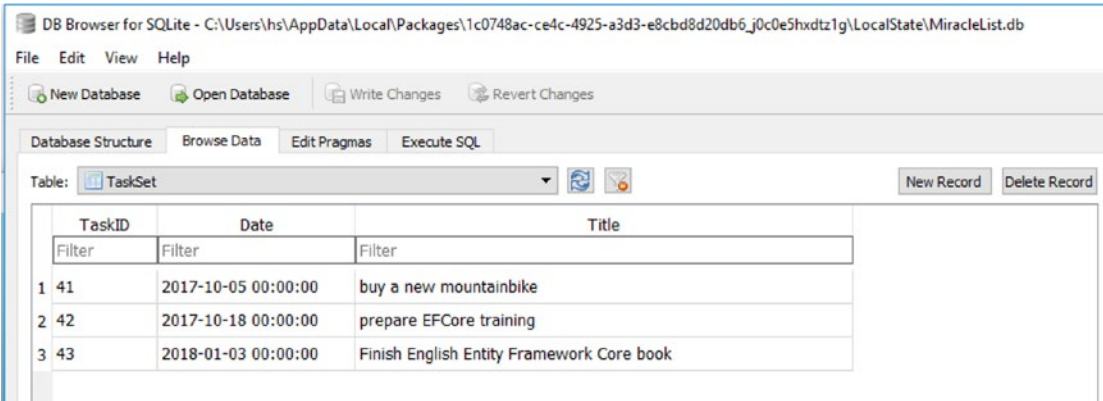 DB Browser for SQLite - C:\Users\hs\AppData\Local\Packages\1c0748ac-ce4c-4925-a3d3-e8cbd8d20db6_j0c0e5hxdtz1g\LocalState\MiracleList.db
File Edit View Help
New Database Open Database Write Changes Revert Changes
Database Structure Browse Data Edit Pragmas Execute SQL
Table: TaskSet New Record Delete Record
TaskID Date Title
Filter Filter Filter
1 41 2017-10-05 00:00:00 buy a new mountainbike
2 42 2017-10-18 00:00:00 prepare EFCore training
3 43 2018-01-03 00:00:00 Finish English Entity Framework Core book